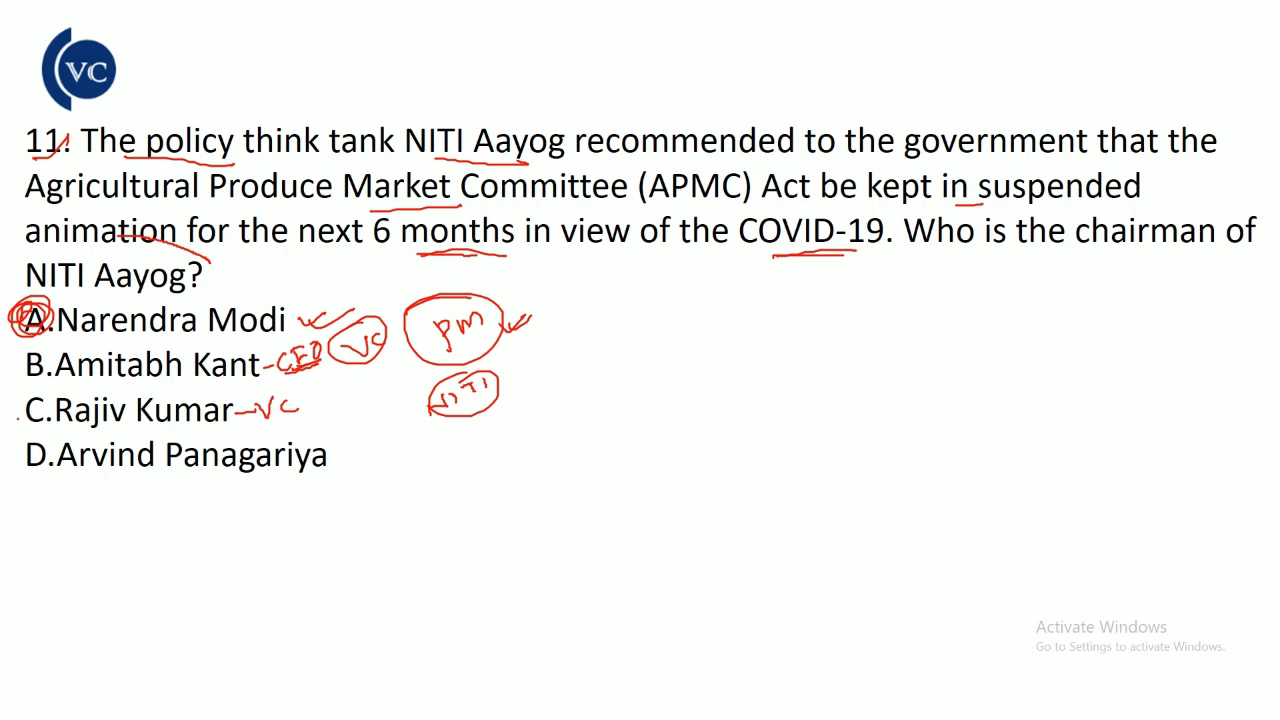 VC
11. The policy think tank NITI Aayog recommended to the government that the
Agricultural Produce Market Committee (APMC) Act be kept in suspended
animation for the next 6 months in view of the COVID-19. Who is the chairman of
NITI Aayog?
A.Narendra Modi
PM
B.Amitabh Kant -CEO VC
NITI
C.Rajiv Kumar -VC
D.Arvind Panagariya
Activate Windows
Go to Settings to activate Windows.